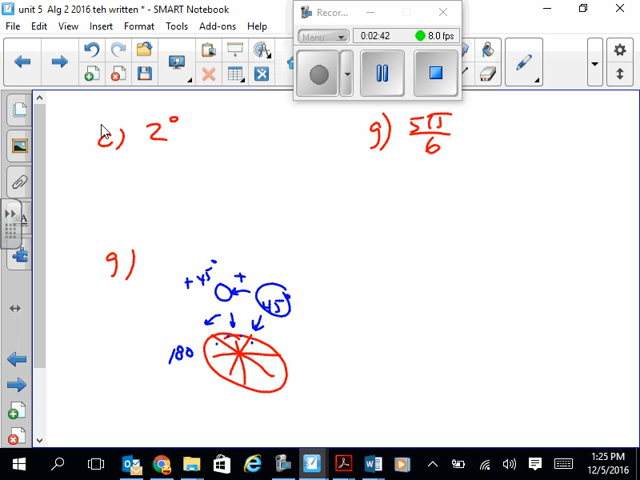 unit 5 Alg 2 2016 teh written * - SMART Notebook
Recor...
File Edit View Insert Format Tools Add-ons Help
Menu 0:02:42 8.0 fps
c) 2°
g) 5π/6
9)
+45° +
45°
180
1:25 PM
12/5/2016